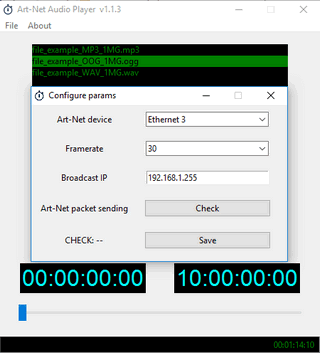 Art-Net Audio Player v1.1.3
File About
file_example_MP3_1MG.mp3
file_example_OOG_1MG.ogg
file_example_WAV_1MG.wav
Configure params
Art-Net device Ethernet 3
Framerate 30
Broadcast IP 192.168.1.255
Art-Net packet sending Check
CHECK: -- Save
00:00:00:00 10:00:00:00
00:01:14:10